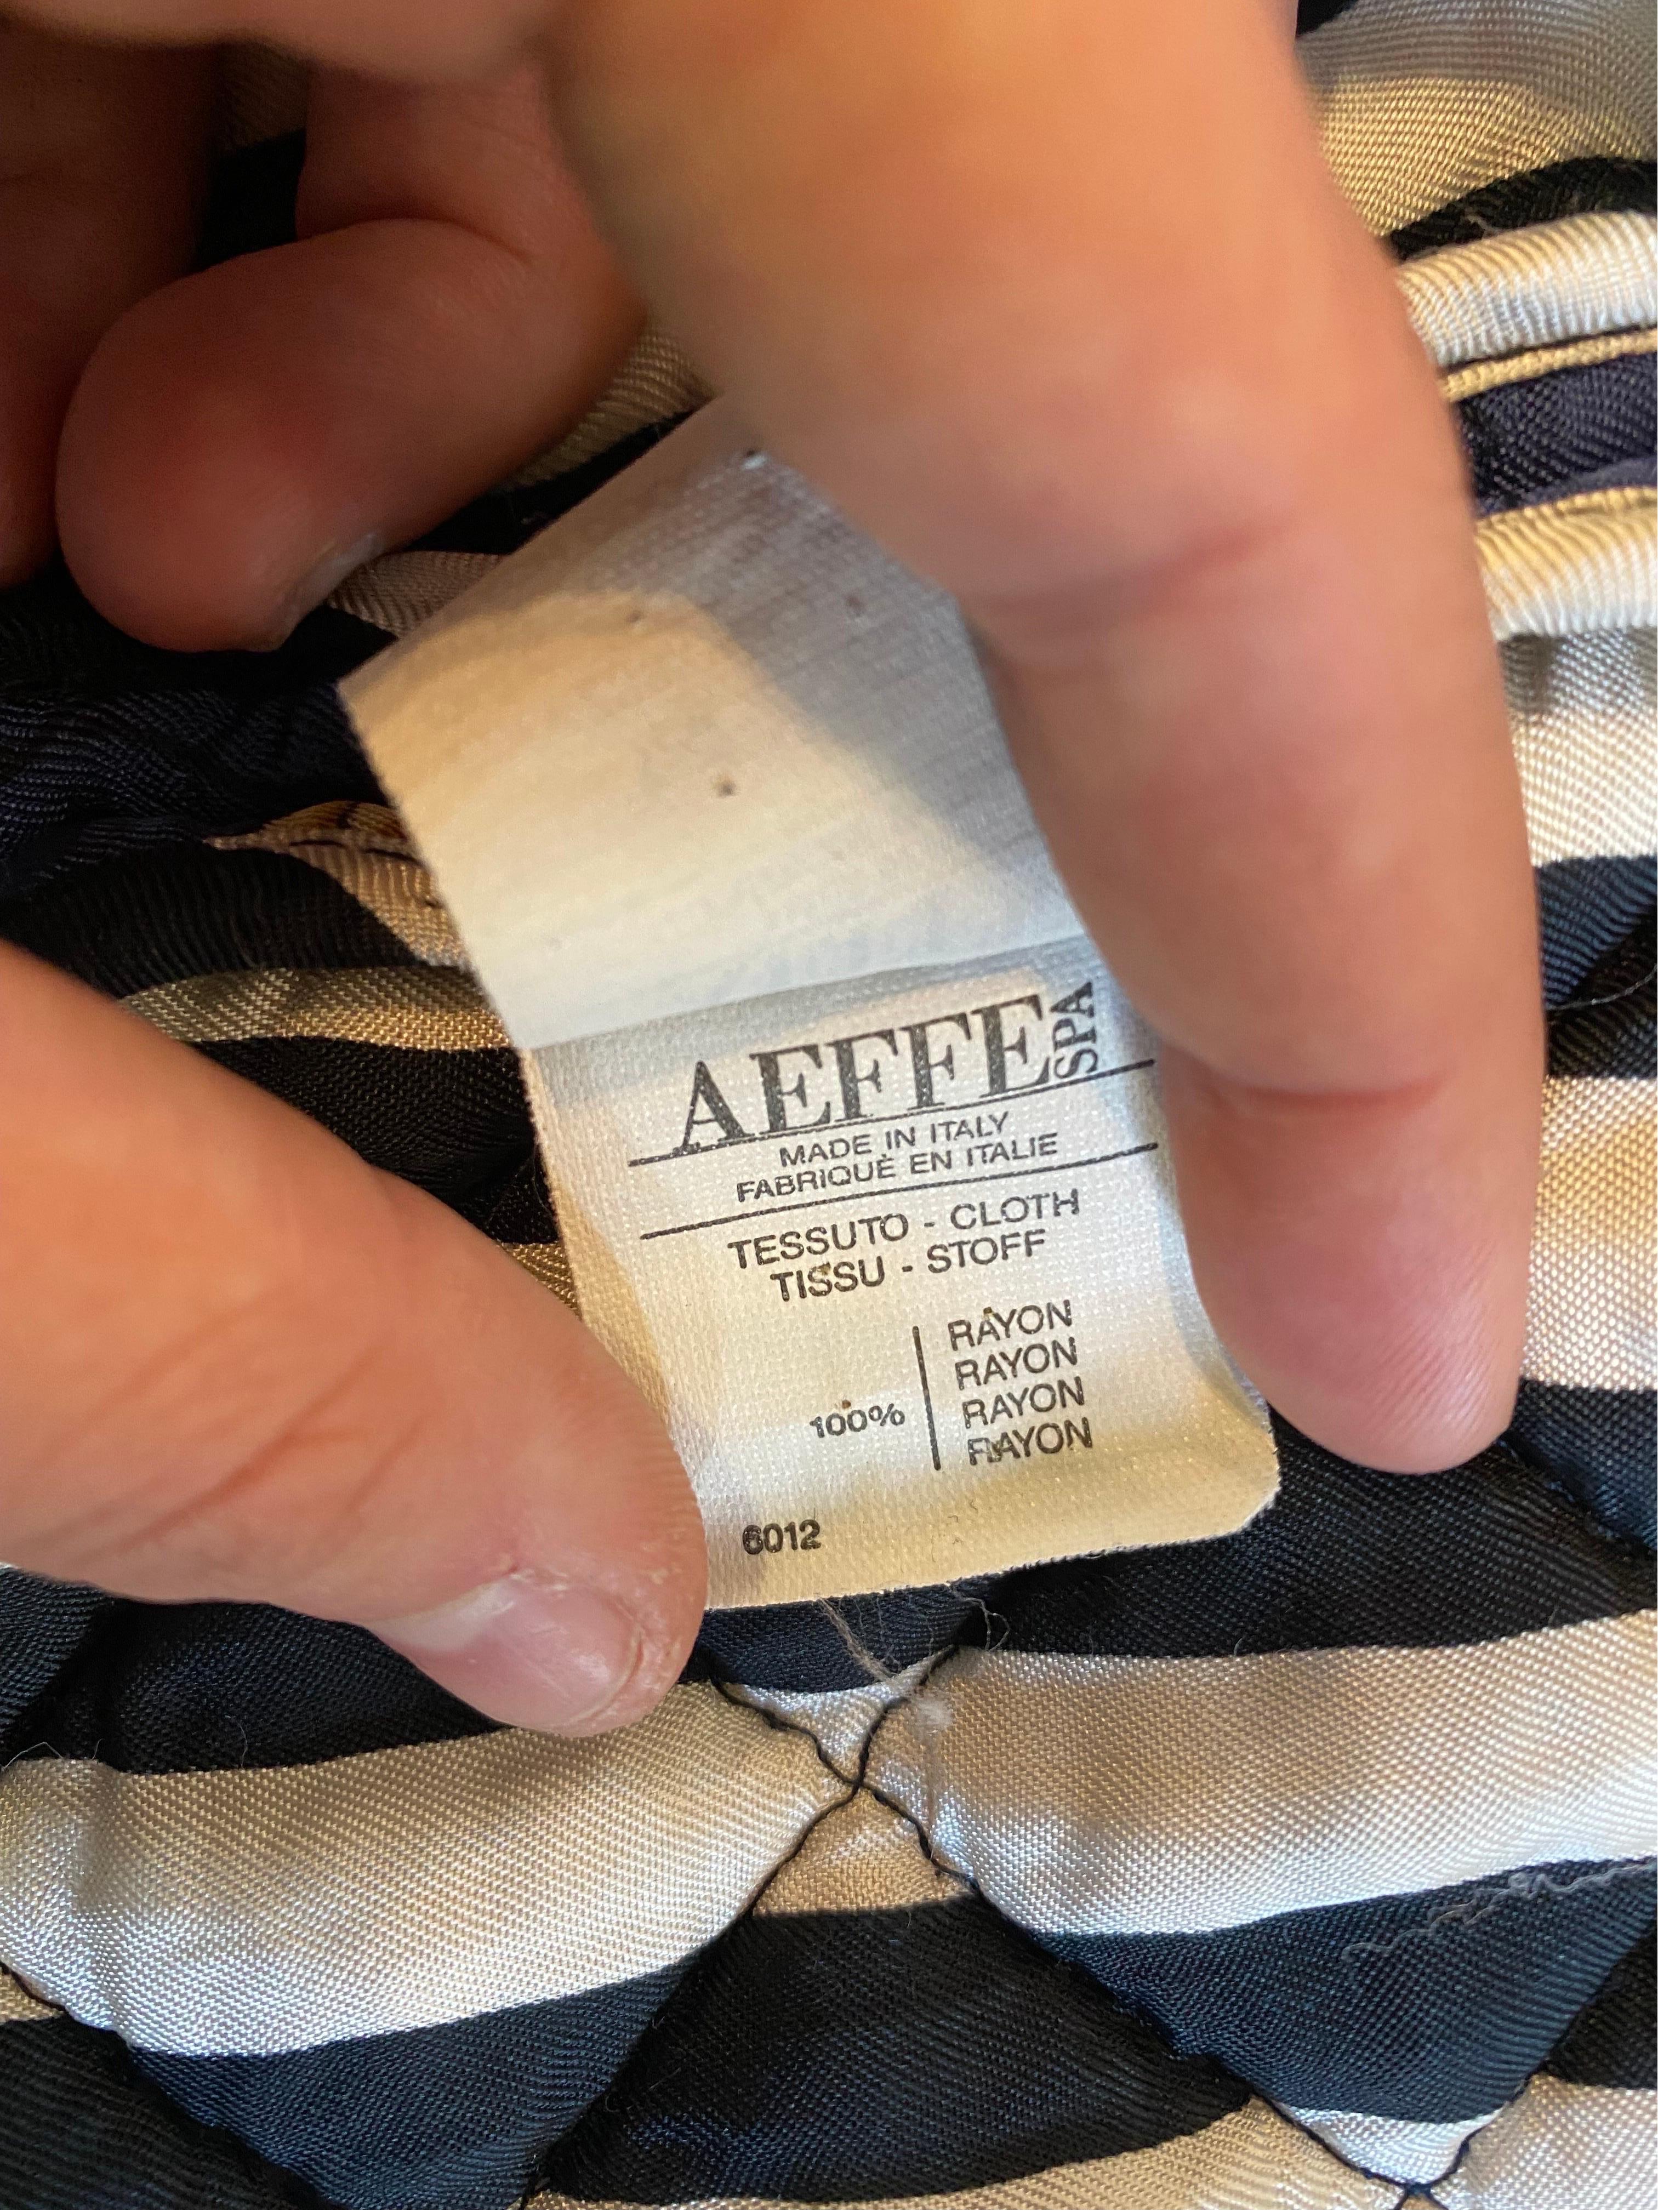 AEFFE SPA
MADE IN ITALY
FABRIQUÈ EN ITALIE
TESSUTO - CLOTH
TISSU - STOFF
RAYON
RAYON
100% RAYON
RAYON
6012